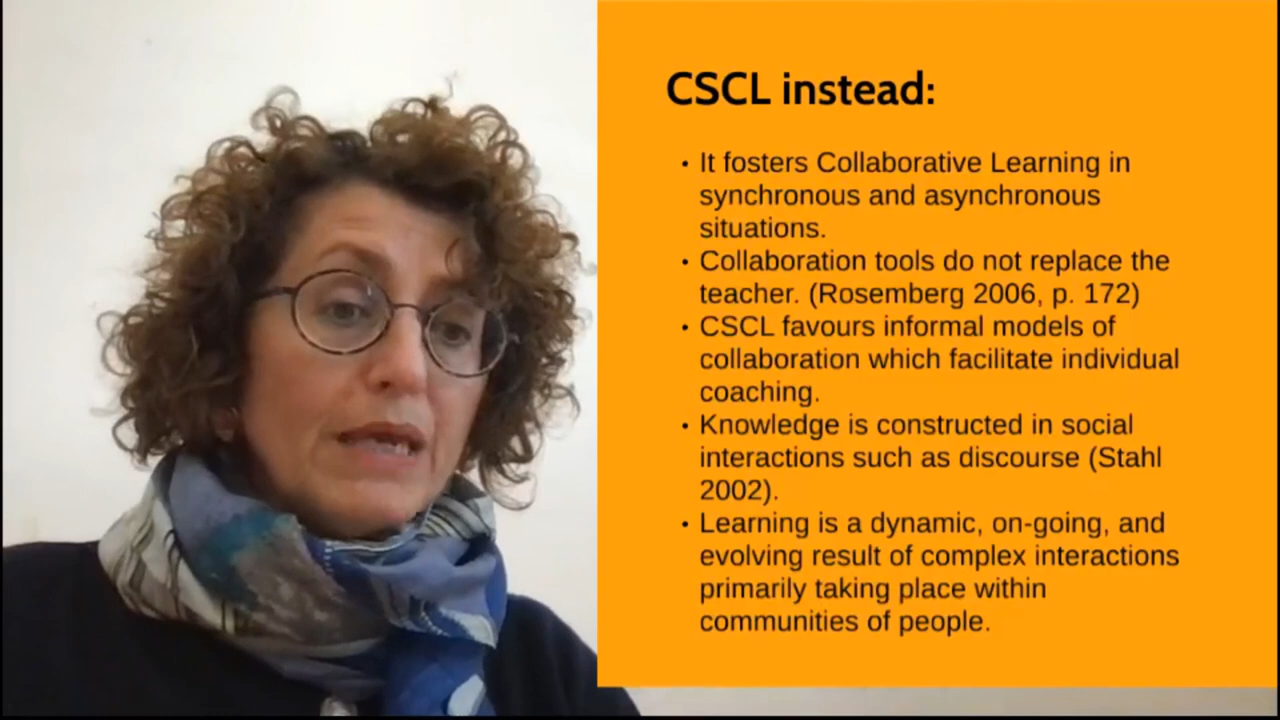 CSCL instead:
• It fosters Collaborative Learning in
synchronous and asynchronous
situations.
• Collaboration tools do not replace the
teacher. (Rosemberg 2006, p. 172)
• CSCL favours informal models of
collaboration which facilitate individual
coaching.
• Knowledge is constructed in social
interactions such as discourse (Stahl
2002).
• Learning is a dynamic, on-going, and
evolving result of complex interactions
primarily taking place within
communities of people.